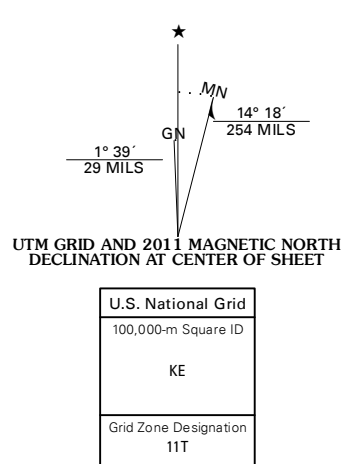 ★
MN
GN
14° 18´
254 MILS
1° 39´
29 MILS
UTM GRID AND 2011 MAGNETIC NORTH
DECLINATION AT CENTER OF SHEET
U.S. National Grid
100,000-m Square ID
KE
Grid Zone Designation
11T